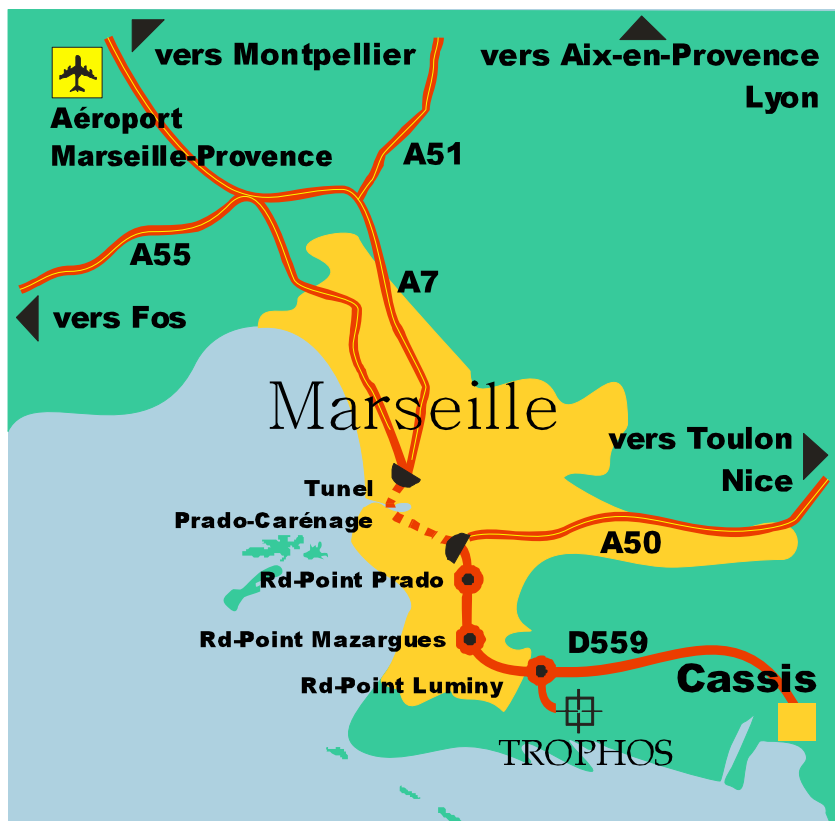 vers Montpellier
vers Aix-en-Provence
Lyon
Aéroport
Marseille-Provence
A51
A55
A7
vers Fos
Marseille
vers Toulon
Nice
Tunel
Prado-Carénage
A50
Rd-Point Prado
Rd-Point Mazargues
D559
Rd-Point Luminy
Cassis
TROPHOS